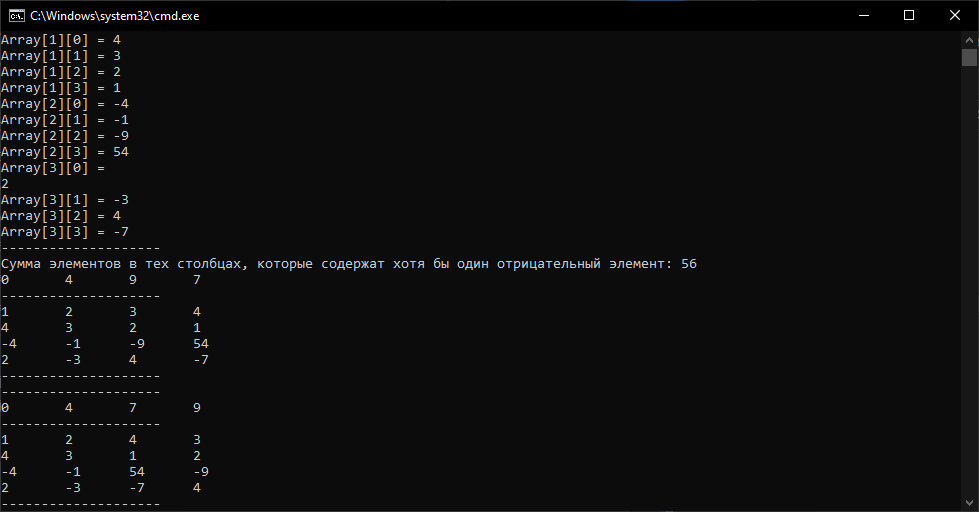 C:\Windows\system32\cmd.exe
Array[1][0] = 4
Array[1][1] = 3
Array[1][2] = 2
Array[1][3] = 1
Array[2][0] = -4
Array[2][1] = -1
Array[2][2] = -9
Array[2][3] = 54
Array[3][0] =
2
Array[3][1] = -3
Array[3][2] = 4
Array[3][3] = -7
--------------------
Сумма элементов в тех столбцах, которые содержат хотя бы один отрицательный элемент: 56
0 4 9 7
--------------------
1 2 3 4
4 3 2 1
-4 -1 -9 54
2 -3 4 -7
--------------------
--------------------
0 4 7 9
--------------------
1 2 4 3
4 3 1 2
-4 -1 54 -9
2 -3 -7 4
--------------------